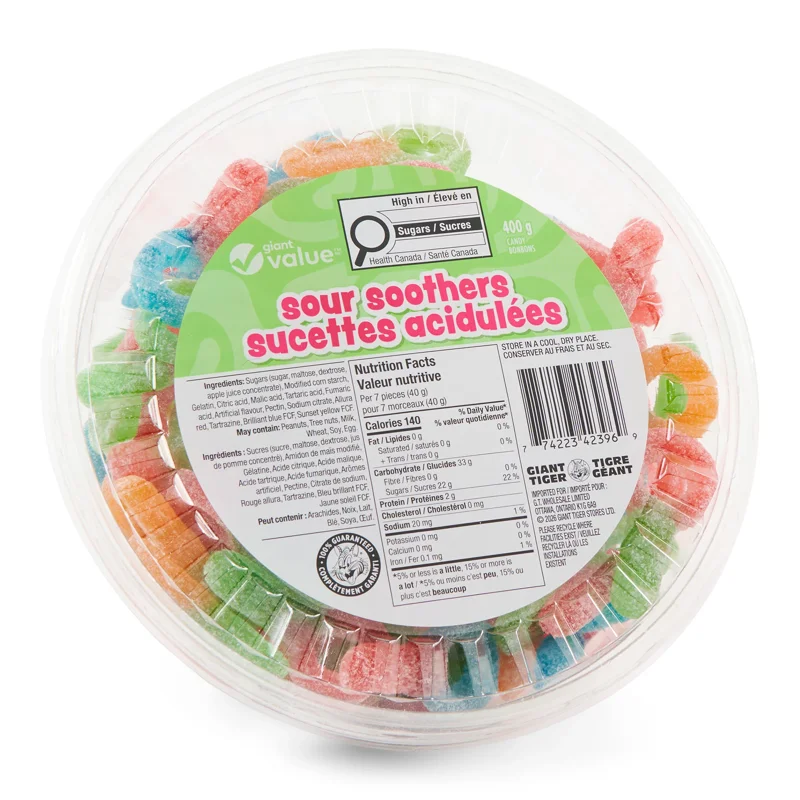 High in / Élevé en
Sugars / Sucres
Health Canada / Santé Canada
giant
value
400 g
CANDY
BONBONS
sour soothers
sucettes acidulées
Ingredients: Sugars (sugar, maltose, dextrose,
apple juice concentrate), Modified corn starch,
Gelatin, Citric acid, Malic acid, Tartaric acid, Fumaric
acid, Artificial flavour, Pectin, Sodium citrate, Allura
red, Tartrazine, Brilliant blue FCF, Sunset yellow FCF.
May contain: Peanuts, Tree nuts, Milk,
Wheat, Soy, Egg
Ingrédients : Sucres (sucre, maltose, dextrose, jus
de pomme concentré), Amidon de maïs modifié,
Gélatine, Acide citrique, Acide malique,
Acide tartrique, Acide fumarique, Arômes
artificiel, Pectine, Citrate de sodium,
Rouge allura, Tartrazine, Bleu brillant FCF,
Jaune soleil FCF.
Peut contenir : Arachides, Noix, Lait,
Blé, Soya, Œuf.
100% GUARANTEED
COMPLÈTEMENT GARANTI
Nutrition Facts
Valeur nutritive
Per 7 pieces (40 g)
pour 7 morceaux (40 g)
Calories 140
% Daily Value*
% valeur quotidienne*
Fat / Lipides 0 g 0 %
Saturated / saturés 0 g 0 %
+ Trans / trans 0 g
Carbohydrate / Glucides 33 g
Fibre / Fibres 0 g 0 %
Sugars / Sucres 22 g 22 %
Protein / Protéines 2 g
Cholesterol / Cholestérol 0 mg
Sodium 20 mg 1 %
Potassium 0 mg 0 %
Calcium 0 mg 0 %
Iron / Fer 0.1 mg 1 %
*5% or less is a little, 15% or more is
a lot / *5% ou moins c'est peu, 15% ou
plus c'est beaucoup
STORE IN A COOL, DRY PLACE.
CONSERVER AU FRAIS ET AU SEC.
7 74223 42396 9
GIANT
TIGER
TIGRE
GÉANT
IMPORTED FOR / IMPORTÉ POUR :
G.T. WHOLESALE LIMITED
OTTAWA, ONTARIO K1G 6A9
© 2026 GIANT TIGER STORES LTD.
PLEASE RECYCLE WHERE
FACILITIES EXIST / VEUILLEZ
RECYCLER LÀ OÙ LES
INSTALLATIONS
EXISTENT